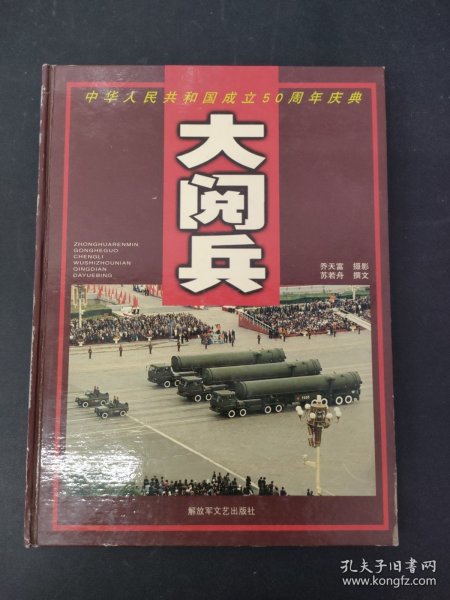 中华人民共和国成立50周年庆典
大阅兵
ZHONGHUARENMIN
GONGHEGUO
CHENGLI
WUSHIZHOUNIAN
QINGDIAN
DAYUEBING
乔天富 摄影
苏若舟 撰文
解放军文艺出版社
孔夫子旧书网
www.kongfz.com